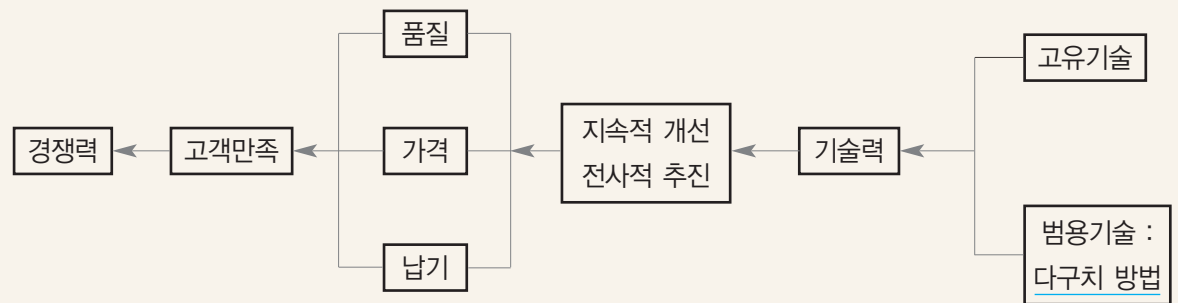 품질
고유기술
경쟁력
고객만족
가격
지속적 개선
전사적 추진
기술력
납기
범용기술 :
다구치 방법